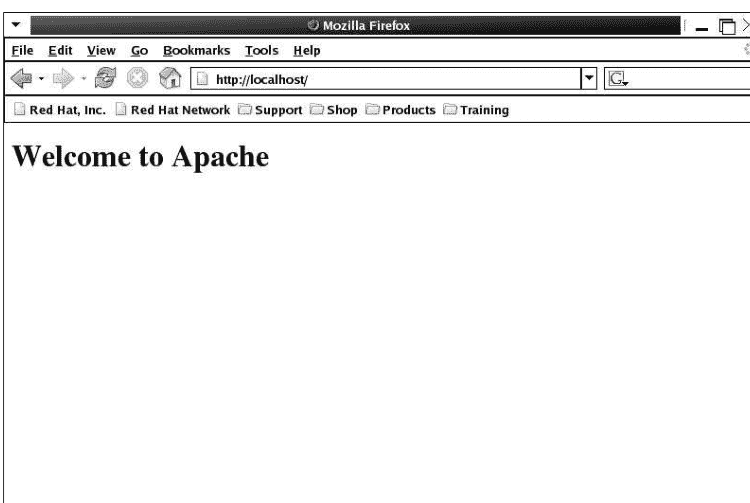 Mozilla Firefox
File Edit View Go Bookmarks Tools Help
http://localhost/ G
Red Hat, Inc. Red Hat Network Support Shop Products Training
Welcome to Apache